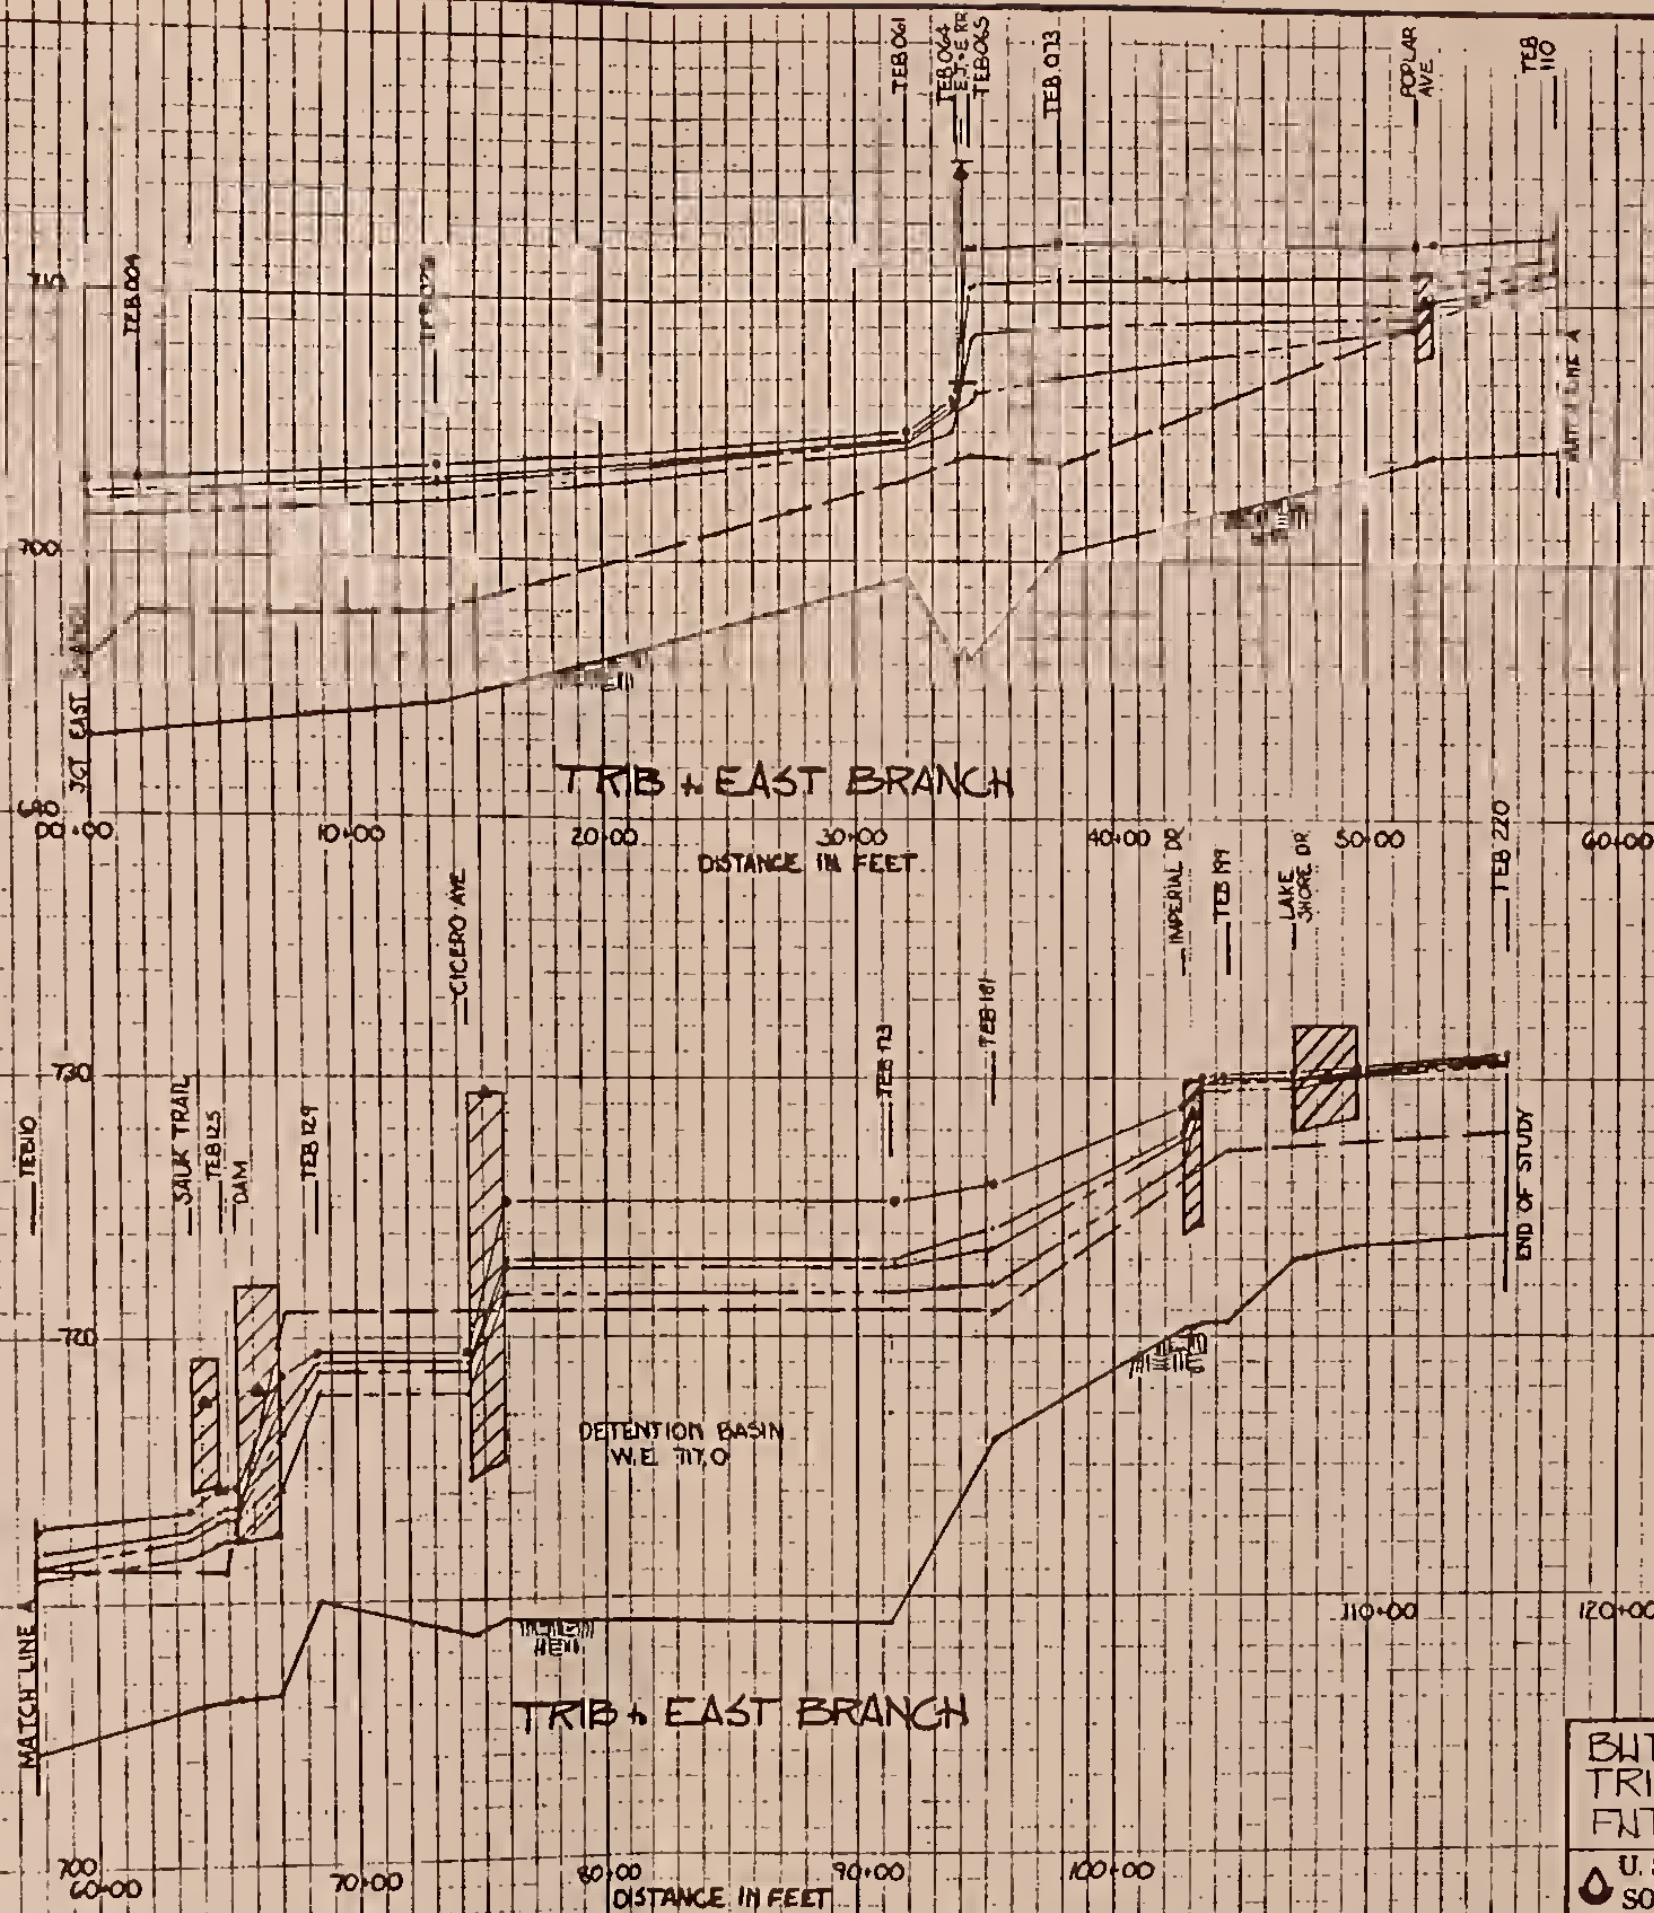 TEB 061
TEB 064
E.J.+E RR
TEB 065
TEB 073
POPLAR
AVE
TEB
110
TEB 004
700
JCT EAST
690
TRIB to EAST BRANCH
00+00
10+00
20+00
30+00
40+00
50+00
60+00
DISTANCE IN FEET
CICERO AVE
IMPERIAL DR
TEB 199
LAKE
SHORE DR
TEB 220
TEB 173
TEB 181
730
TEB110
SAUK TRAIL
TEB 125
DAM
TEB 129
END OF STUDY
720
DETENTION BASIN
W.E. 717.0
MATCH LINE A
110+00
120+00
TRIB to EAST BRANCH
700
60+00
70+00
80+00
90+00
100+00
DISTANCE IN FEET
BUT
TRI
U. S
SO